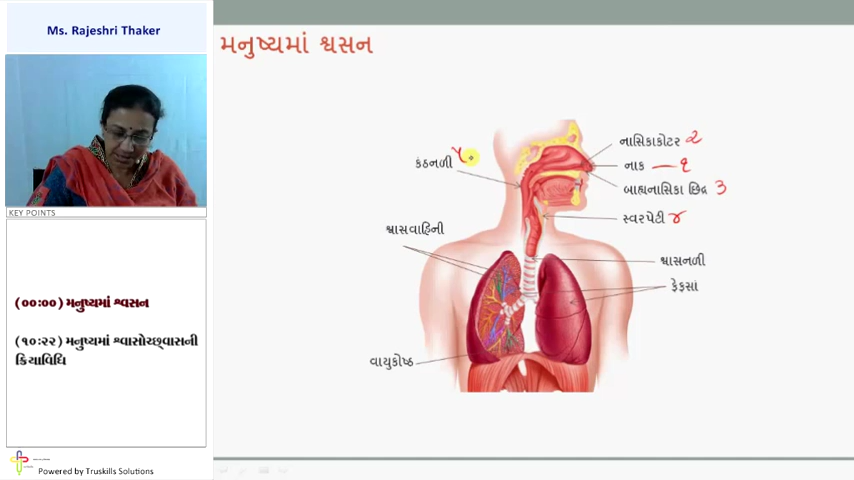 Ms. Rajeshri Thaker
મનુષ્યમાં શ્વસન
નાસિકાકોટર ૨
નાક — ૧
કંઠનળી ૫
બાહ્યનાસિકા છિદ્ર ૩
સ્વરપેટી ૪
શ્વાસવાહિની
શ્વાસનળી
ફેફસાં
વાયુકોષ્ઠ
KEY POINTS
(૦૦:૦૦) મનુષ્યમાં શ્વસન
(૧૦:૨૨) મનુષ્યમાં શ્વાસોચ્છ્વાસની
ક્રિયાવિધિ
Powered by Truskills Solutions